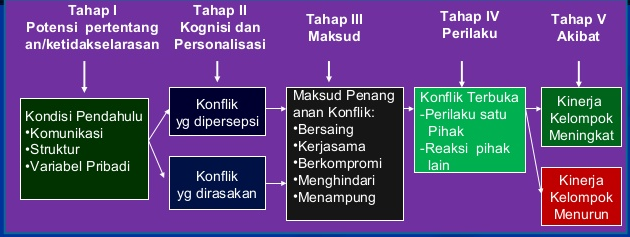 Tahap I
Potensi pertentang
an/ketidakselarasan
Tahap II
Kognisi dan
Personalisasi
Tahap III
Maksud
Tahap IV
Perilaku
Tahap V
Akibat
Kondisi Pendahulu
•Komunikasi
•Struktur
•Variabel Pribadi
Konflik
yg dipersepsi
Konflik
yg dirasakan
Maksud Penang
anan Konflik:
•Bersaing
•Kerjasama
•Berkompromi
•Menghindari
•Menampung
Konflik Terbuka
-Perilaku satu
Pihak
-Reaksi pihak
lain
Kinerja
Kelompok
Meningkat
Kinerja
Kelompok
Menurun